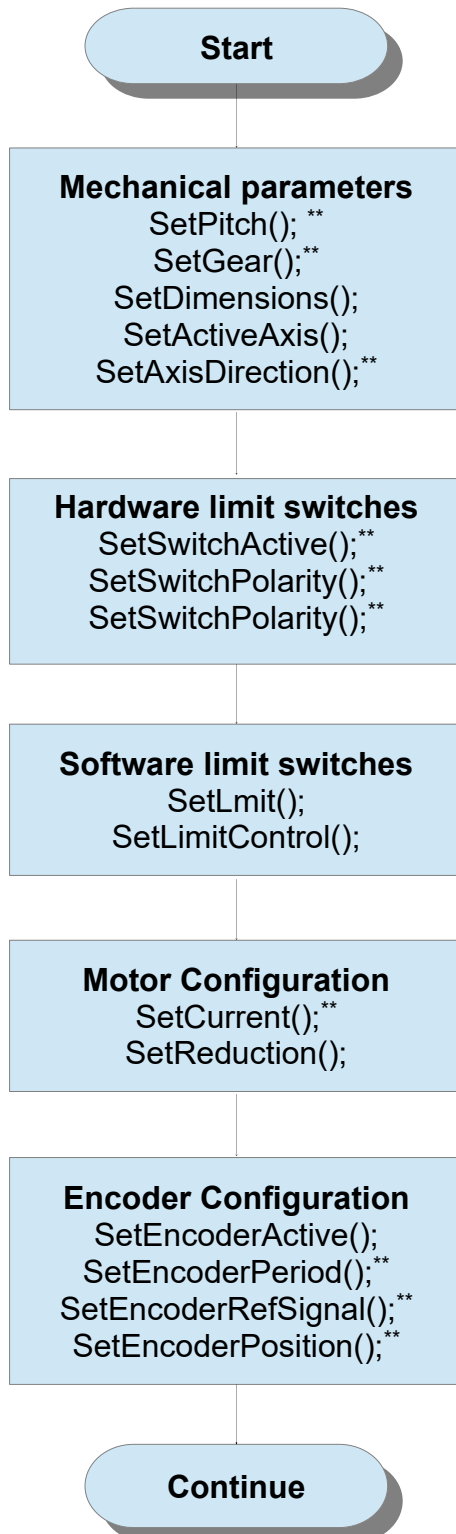 Start
Mechanical parameters
SetPitch(); **
SetGear();**
SetDimensions();
SetActiveAxis();
SetAxisDirection();**
Hardware limit switches
SetSwitchActive();**
SetSwitchPolarity();**
SetSwitchPolarity();**
Software limit switches
SetLmit();
SetLimitControl();
Motor Configuration
SetCurrent();**
SetReduction();
Encoder Configuration
SetEncoderActive();
SetEncoderPeriod();**
SetEncoderRefSignal();**
SetEncoderPosition();**
Continue